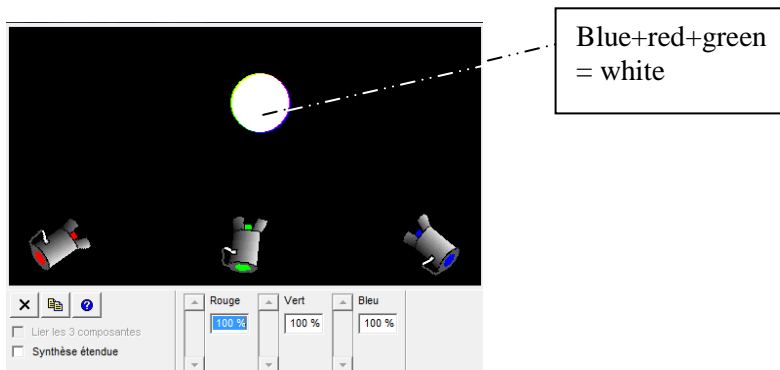 Blue+red+green
= white
Rouge
Vert
Bleu
100 %
100 %
100 %
Lier les 3 composantes
Synthèse étendue